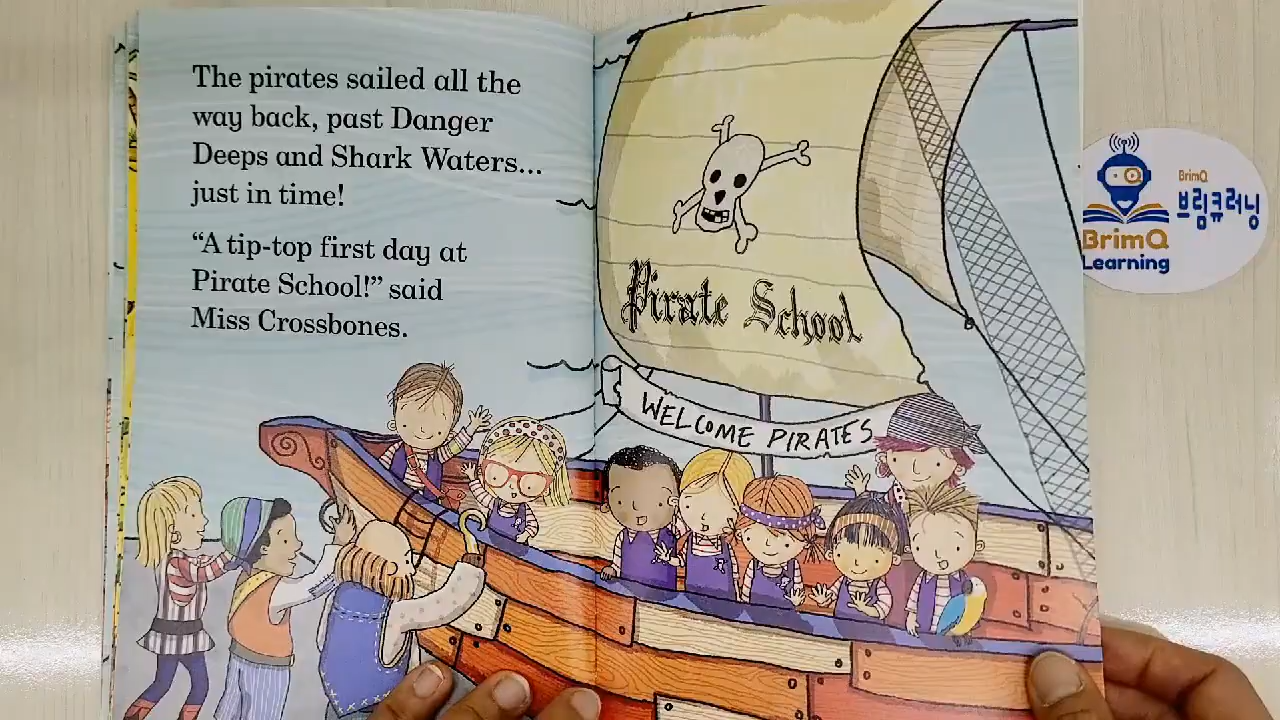 The pirates sailed all the
way back, past Danger
Deeps and Shark Waters...
just in time!
“A tip-top first day at
Pirate School!” said
Miss Crossbones.
Pirate School
WELCOME PIRATES
BrimQ
브림큐러닝
BrimQ
Learning